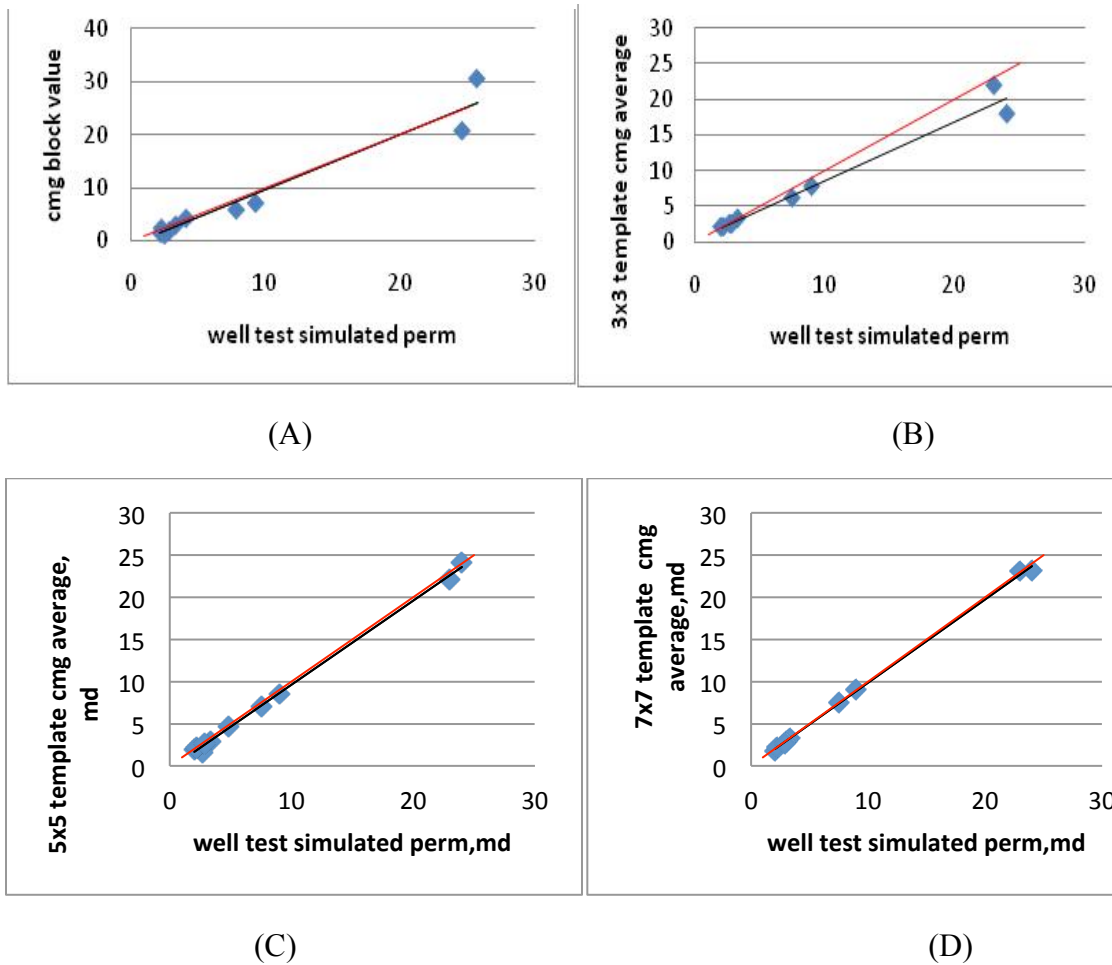 cmg block value
40
30
20
10
0
0 10 20 30
well test simulated perm
(A)
3x3 template cmg average
30
25
20
15
10
5
0
0 10 20 30
well test simulated perm
(B)
5x5 template cmg average,
md
30
25
20
15
10
5
0
0 10 20 30
well test simulated perm,md
(C)
7x7 template cmg
average,md
30
25
20
15
10
5
0
0 10 20 30
well test simulated perm,md
(D)